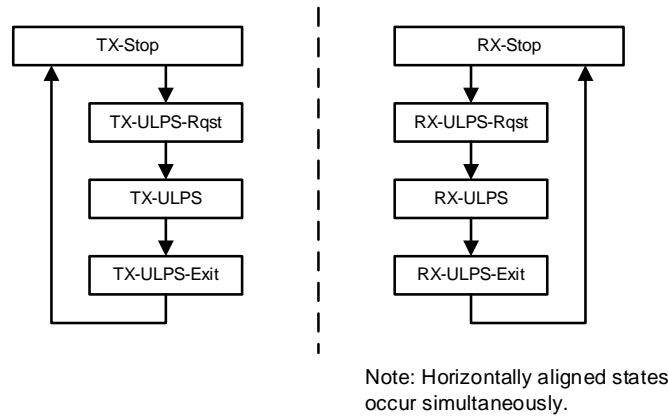 TX-Stop
RX-Stop
TX-ULPS-Rqst
RX-ULPS-Rqst
TX-ULPS
RX-ULPS
TX-ULPS-Exit
RX-ULPS-Exit
Note: Horizontally aligned states
occur simultaneously.